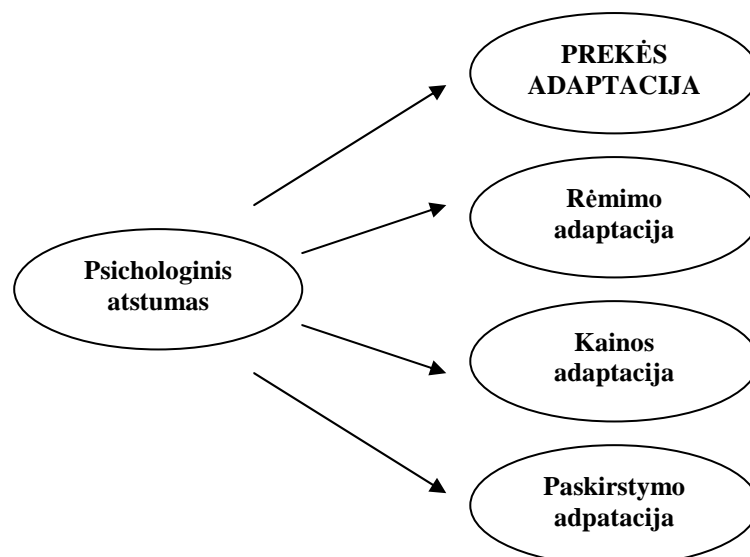 PREKĖS
ADAPTACIJA
Rėmimo
adaptacija
Psichologinis
atstumas
Kainos
adaptacija
Paskirstymo
adpatacija